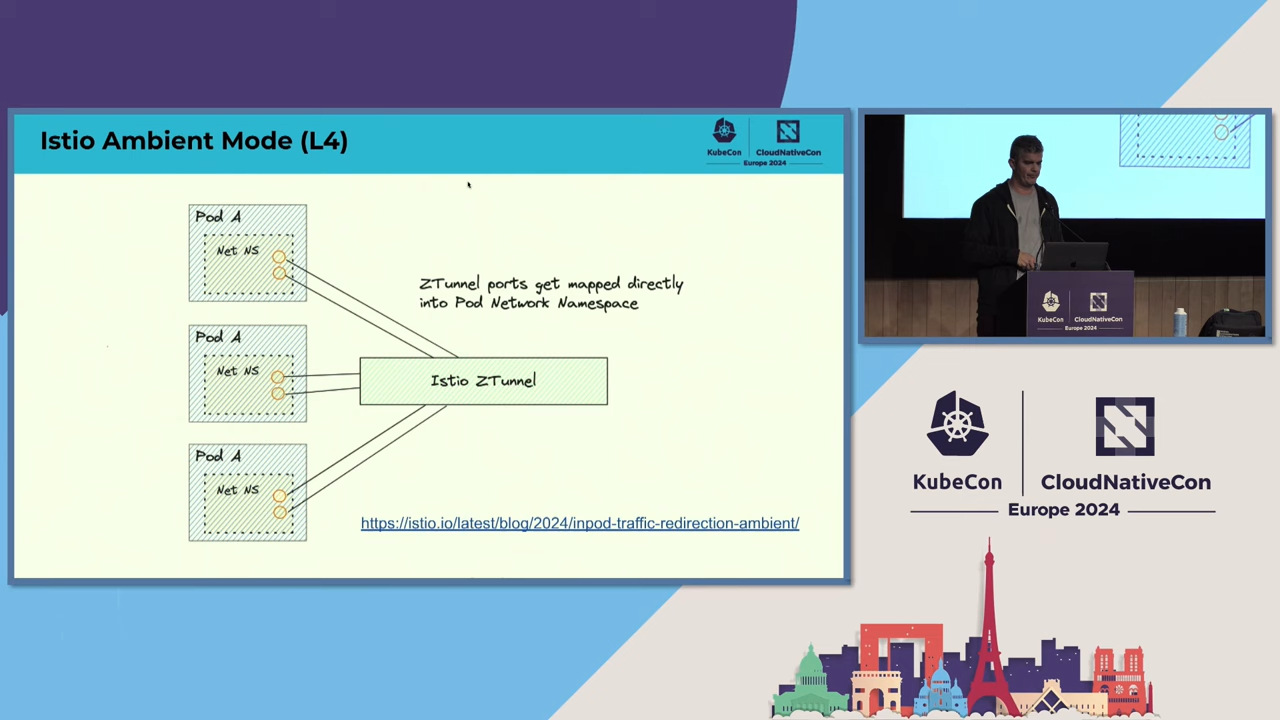 Istio Ambient Mode (L4)
KubeCon
CloudNativeCon
Europe 2024
Pod A
Net NS
ZTunnel ports get mapped directly
into Pod Network Namespace
Pod A
Net NS
Istio ZTunnel
Pod A
Net NS
https://istio.io/latest/blog/2024/inpod-traffic-redirection-ambient/
KubeCon
CloudNativeCon
Europe 2024
KubeCon
CloudNativeCon
Europe 2024